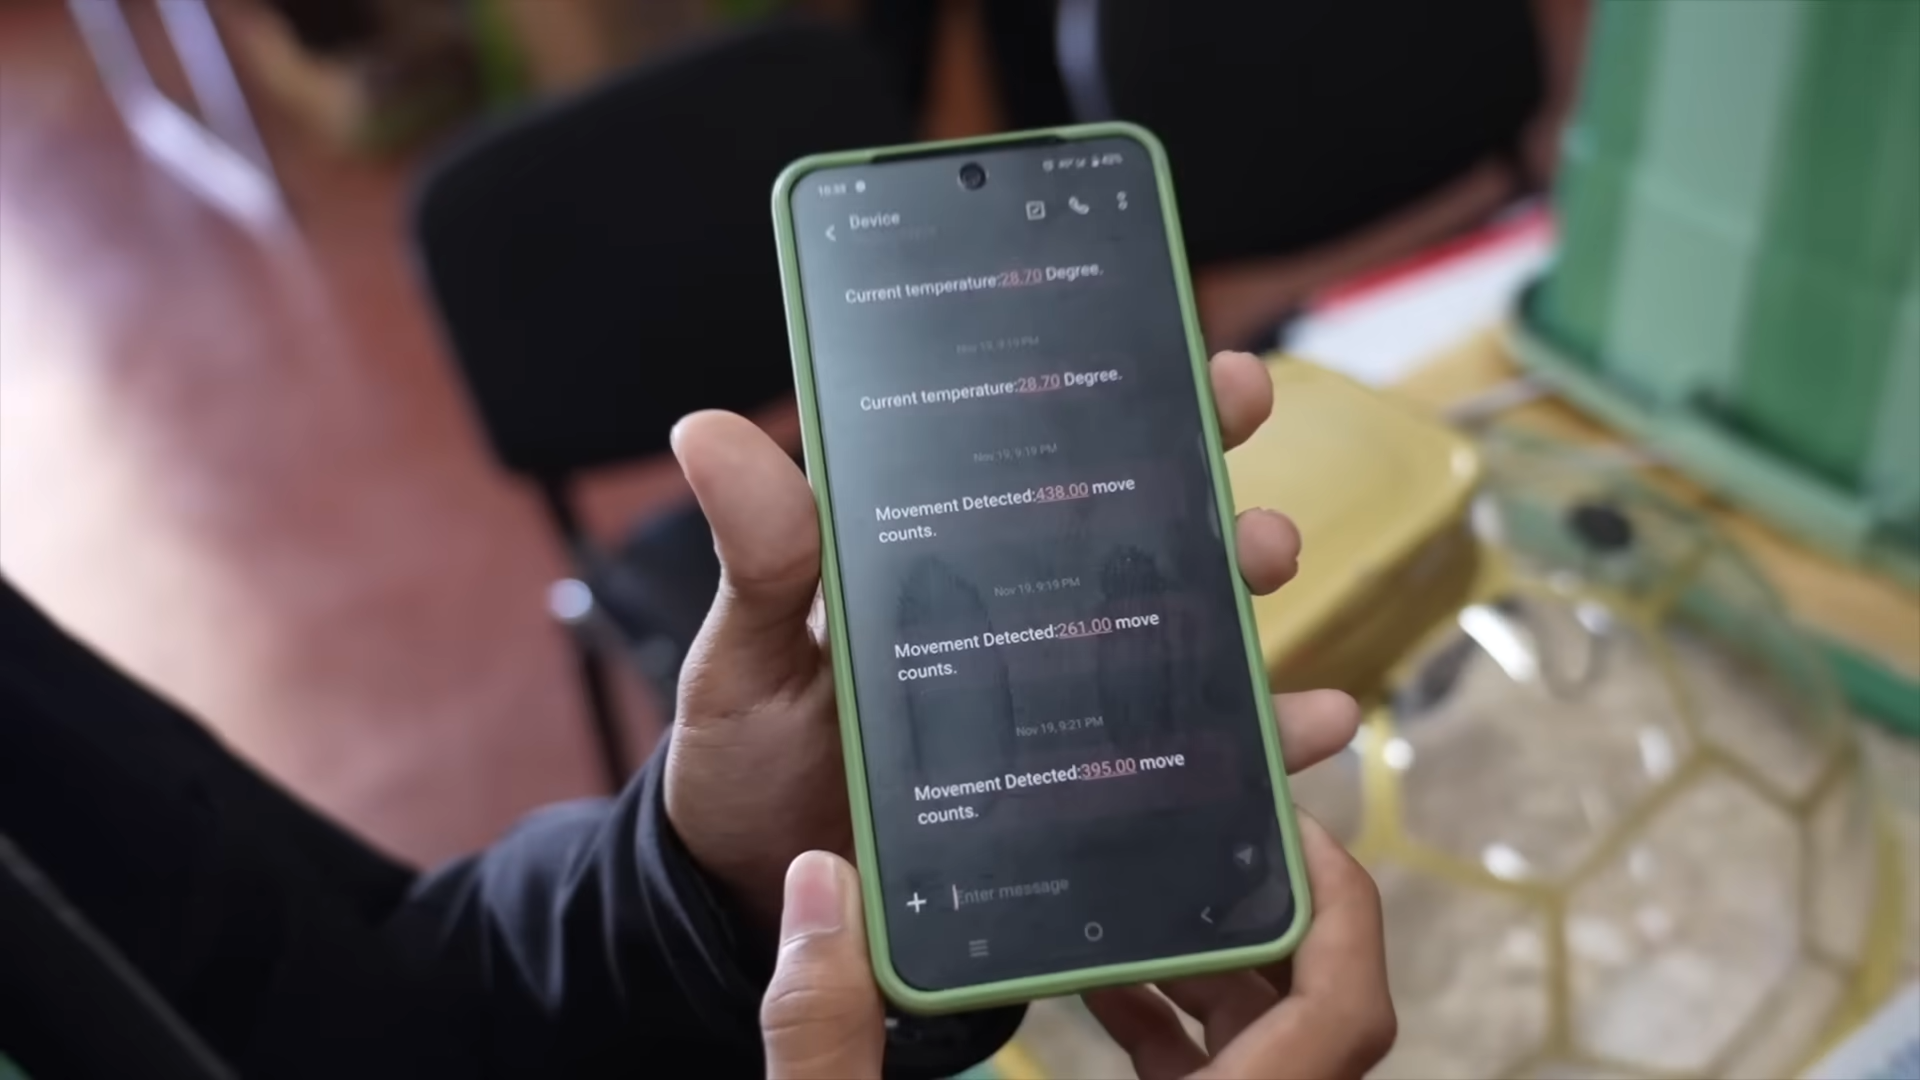 Device
Current temperature:28.70 Degree.
Nov 19, 9:19 PM
Current temperature:28.70 Degree.
Nov 19, 9:19 PM
Movement Detected:438.00 move
counts.
Nov 19, 9:19 PM
Movement Detected:261.00 move
counts.
Nov 19, 9:21 PM
Movement Detected:395.00 move
counts.
Enter message